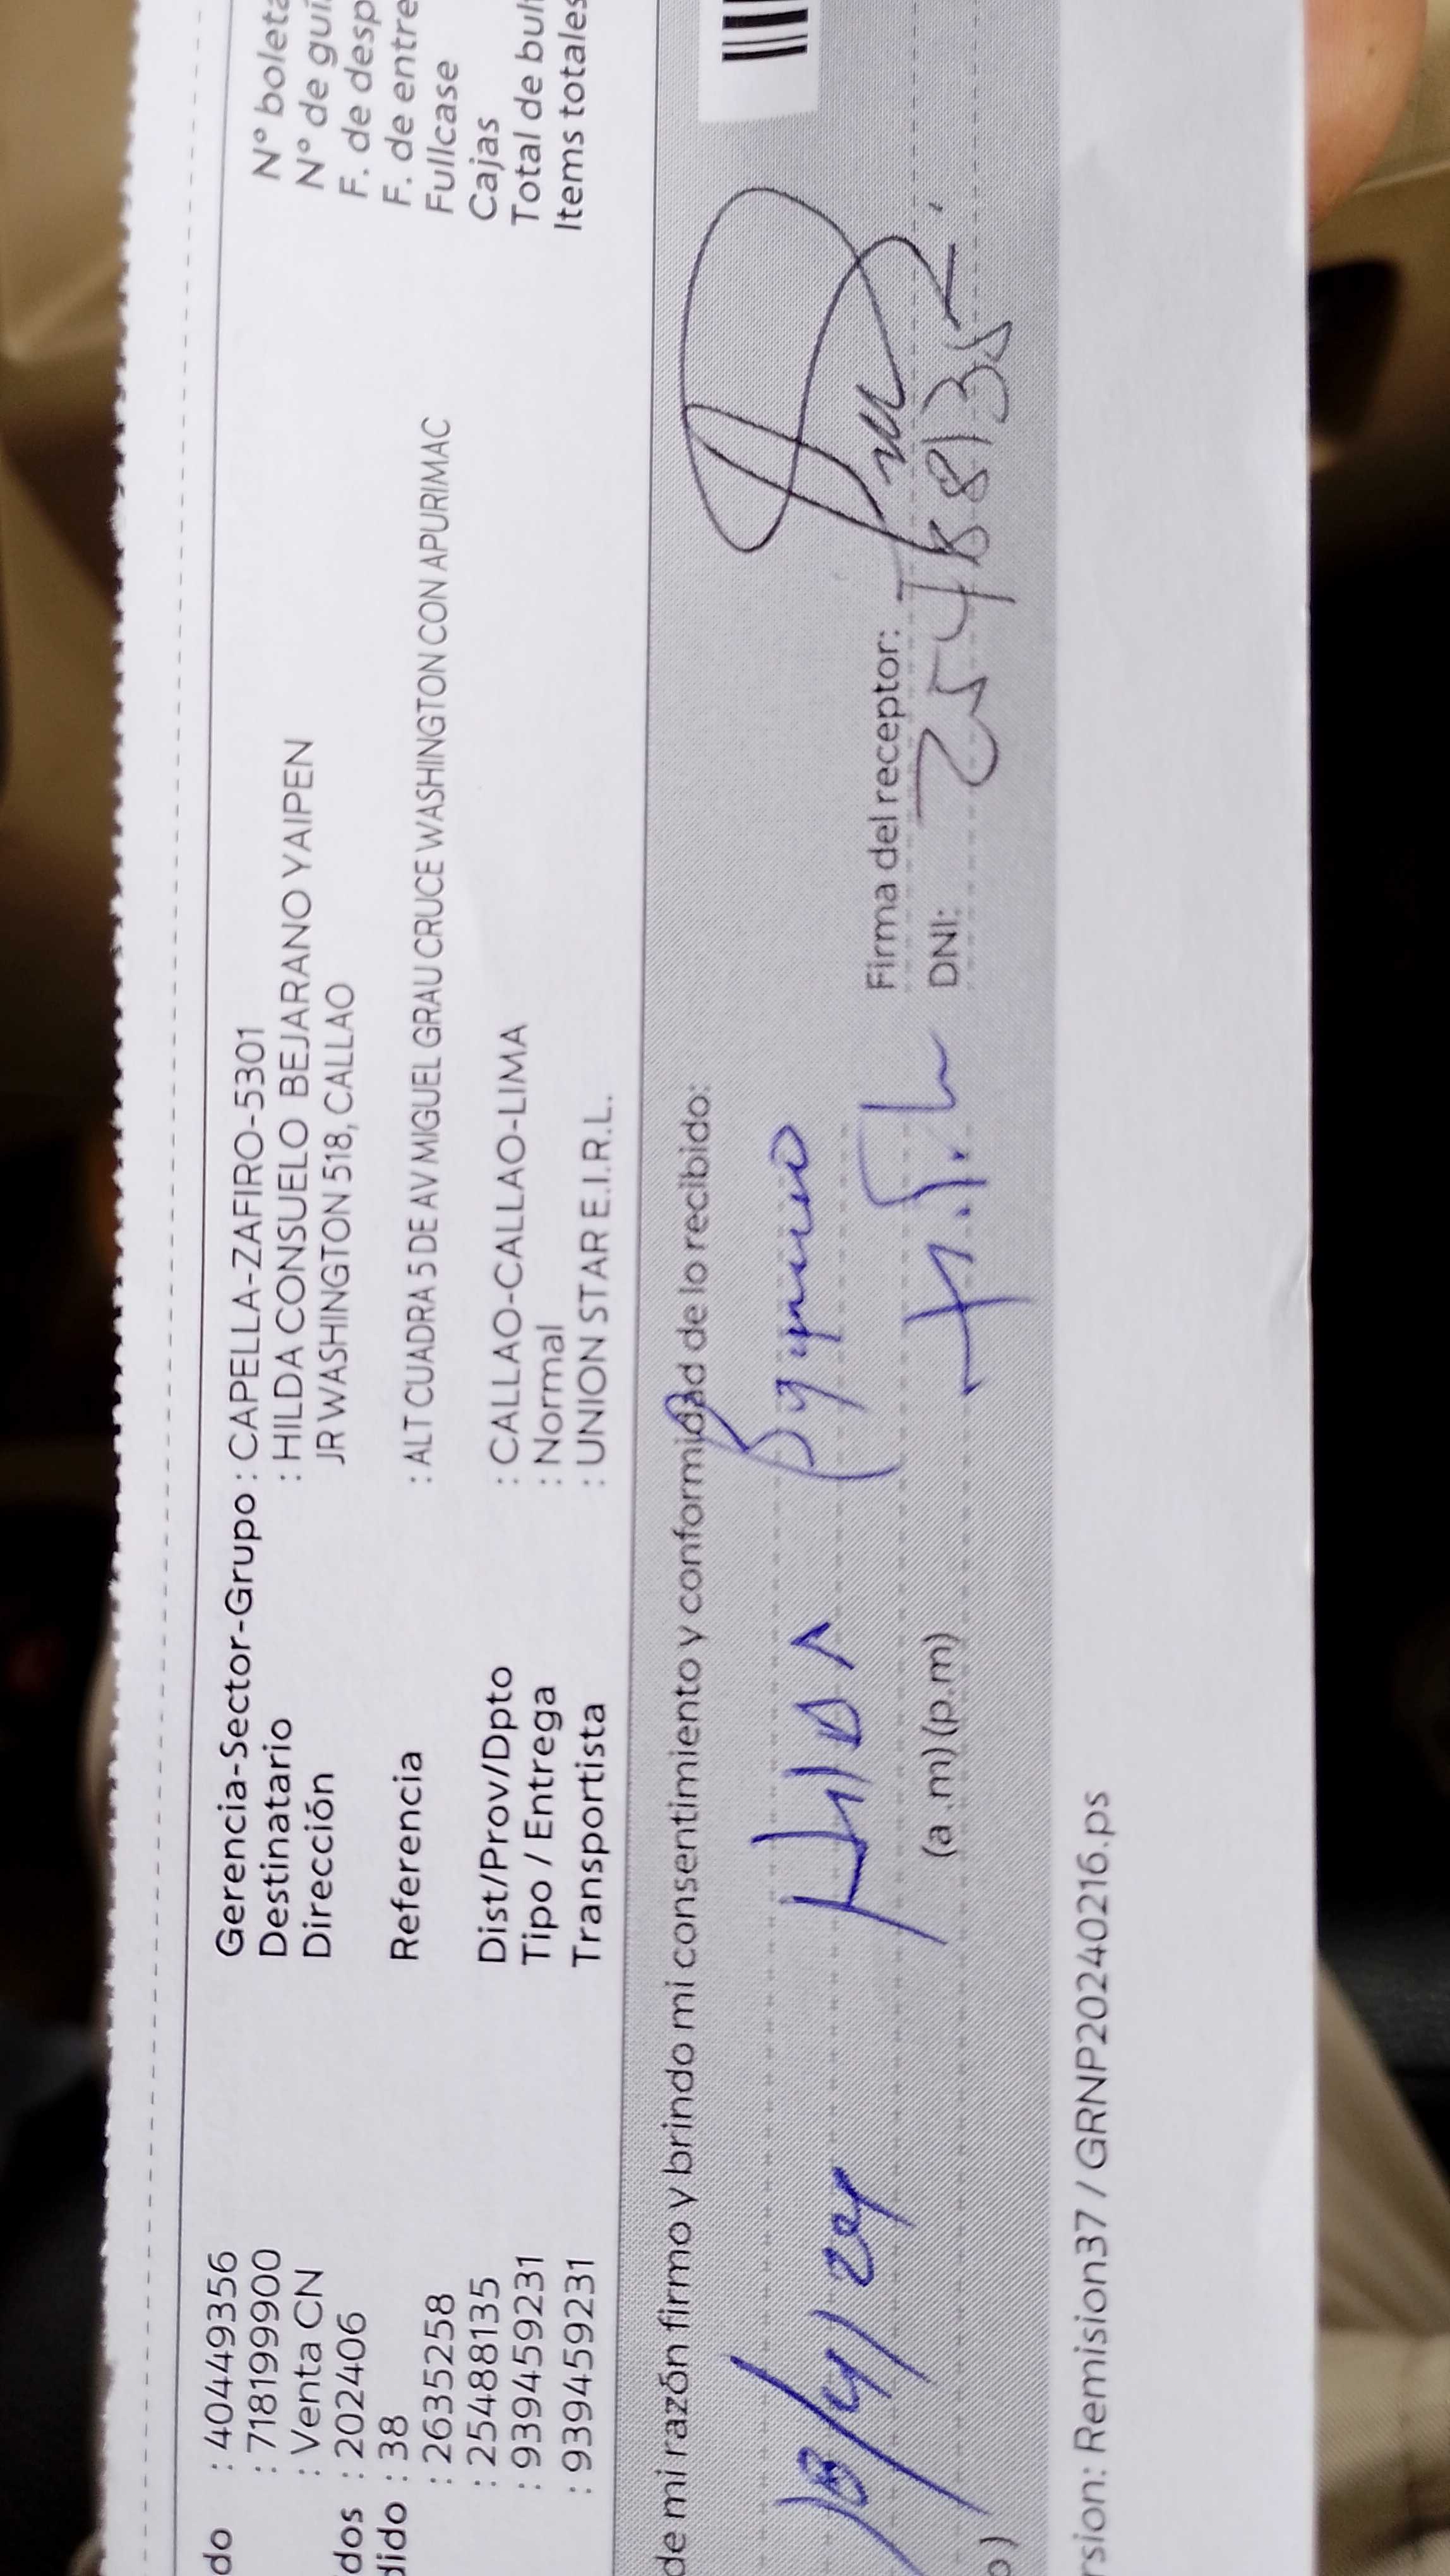 do : 40449356
: 718199900
: Venta CN
dos : 202406
dido : 38
: 2635258
: 25488135
: 939459231
: 939459231
Gerencia-Sector-Grupo : CAPELLA-ZAFIRO-5301
Destinatario : HILDA CONSUELO BEJARANO YAIPEN
Dirección JR WASHINGTON 518, CALLAO
Referencia : ALT CUADRA 5 DE AV MIGUEL GRAU CRUCE WASHINGTON CON APURIMAC
Dist/Prov/Dpto : CALLAO-CALLAO-LIMA
Tipo / Entrega : Normal
Transportista : UNION STAR E.I.R.L.
N° boleta
N° de guí
F. de desp
F. de entre
Fullcase
Cajas
Total de bul
Items totales
de mi razón firmo y brindo mi consentimiento y conformidad de lo recibido:
18/4/24
Firma del receptor:
o) (a .m) (p.m) DNI:
rsion: Remision37 / GRNP20240216.ps